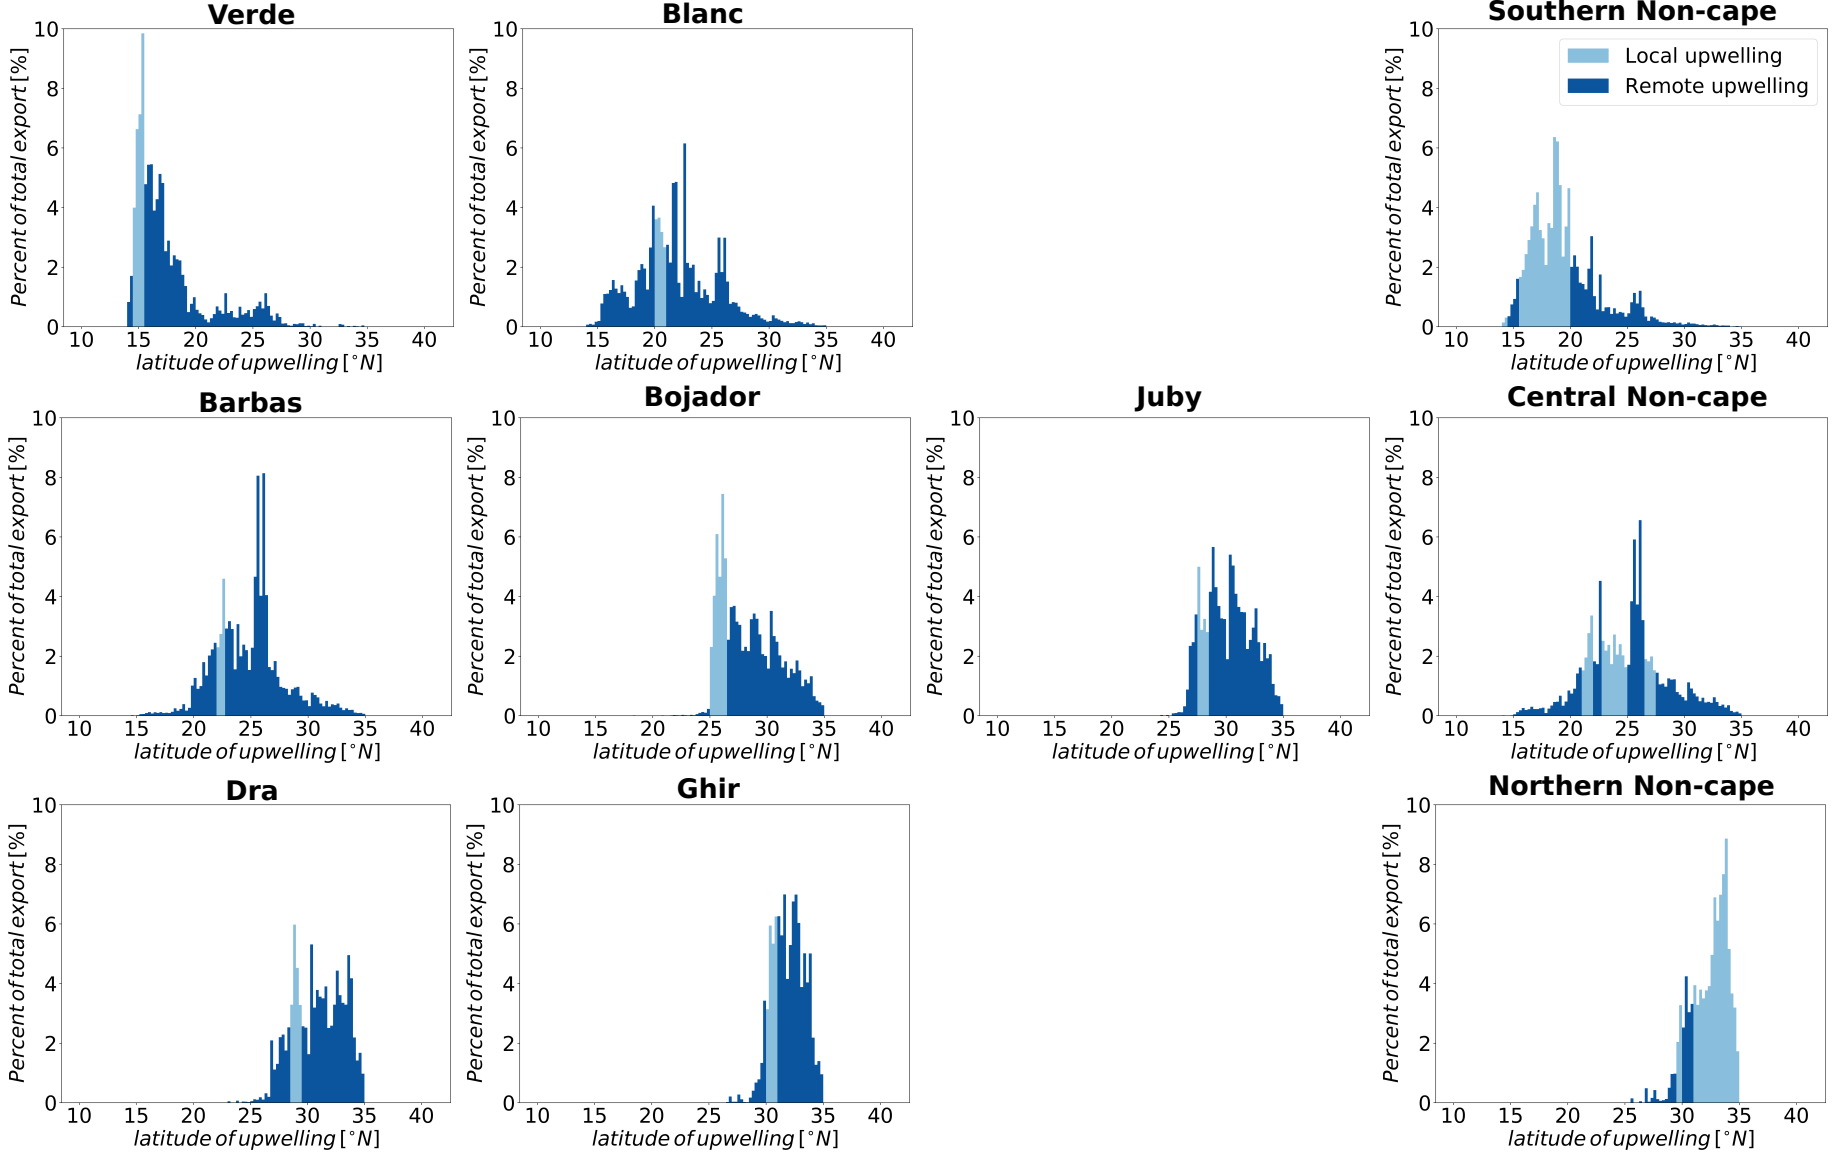 Verde
10
8
6
4
2
0
Percent of total export [%]
10 15 20 25 30 35 40
latitude of upwelling [°N]
Blanc
10
8
6
4
2
0
Percent of total export [%]
10 15 20 25 30 35 40
latitude of upwelling [°N]
Southern Non-cape
Local upwelling
Remote upwelling
10
8
6
4
2
0
Percent of total export [%]
10 15 20 25 30 35 40
latitude of upwelling [°N]
Barbas
10
8
6
4
2
0
Percent of total export [%]
10 15 20 25 30 35 40
latitude of upwelling [°N]
Bojador
10
8
6
4
2
0
Percent of total export [%]
10 15 20 25 30 35 40
latitude of upwelling [°N]
Juby
10
8
6
4
2
0
Percent of total export [%]
10 15 20 25 30 35 40
latitude of upwelling [°N]
Central Non-cape
10
8
6
4
2
0
Percent of total export [%]
10 15 20 25 30 35 40
latitude of upwelling [°N]
Dra
10
8
6
4
2
0
Percent of total export [%]
10 15 20 25 30 35 40
latitude of upwelling [°N]
Ghir
10
8
6
4
2
0
Percent of total export [%]
10 15 20 25 30 35 40
latitude of upwelling [°N]
Northern Non-cape
10
8
6
4
2
0
Percent of total export [%]
10 15 20 25 30 35 40
latitude of upwelling [°N]